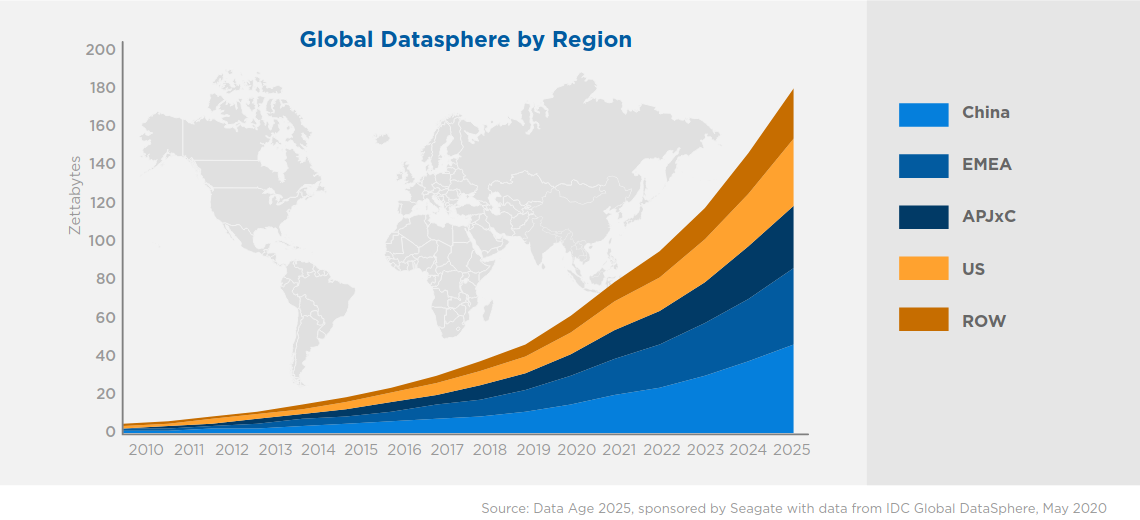 Global Datasphere by Region
Zettabytes
200
180
160
140
120
100
80
60
40
20
0
2010 2011 2012 2013 2014 2015 2016 2017 2018 2019 2020 2021 2022 2023 2024 2025
China
EMEA
APJxC
US
ROW
Source: Data Age 2025, sponsored by Seagate with data from IDC Global DataSphere, May 2020